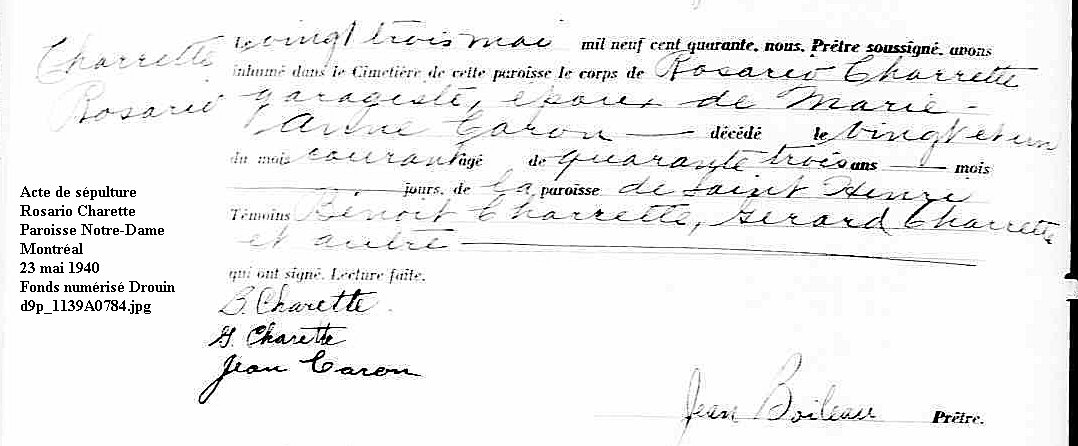 Charrette
Rosario
Le vingt trois mai mil neuf cent quarante, nous, Prêtre soussigné, avons
inhumé dans le Cimetière de cette paroisse le corps de Rosario Charrette
garagiste, époux de Marie-
Anne Caron — décédé le vingt et un
du mois courant âgé de quarante trois ans — mois
jours, de la paroisse de Saint Henri
Témoins Benoit Charrette, Gérard Charrette
et autre —
qui ont signé. Lecture faite.
B. Charette
G. Charette
Jean Caron
Jean Boileau Prêtre.
Acte de sépulture
Rosario Charette
Paroisse Notre-Dame
Montréal
23 mai 1940
Fonds numérisé Drouin
d9p_1139A0784.jpg